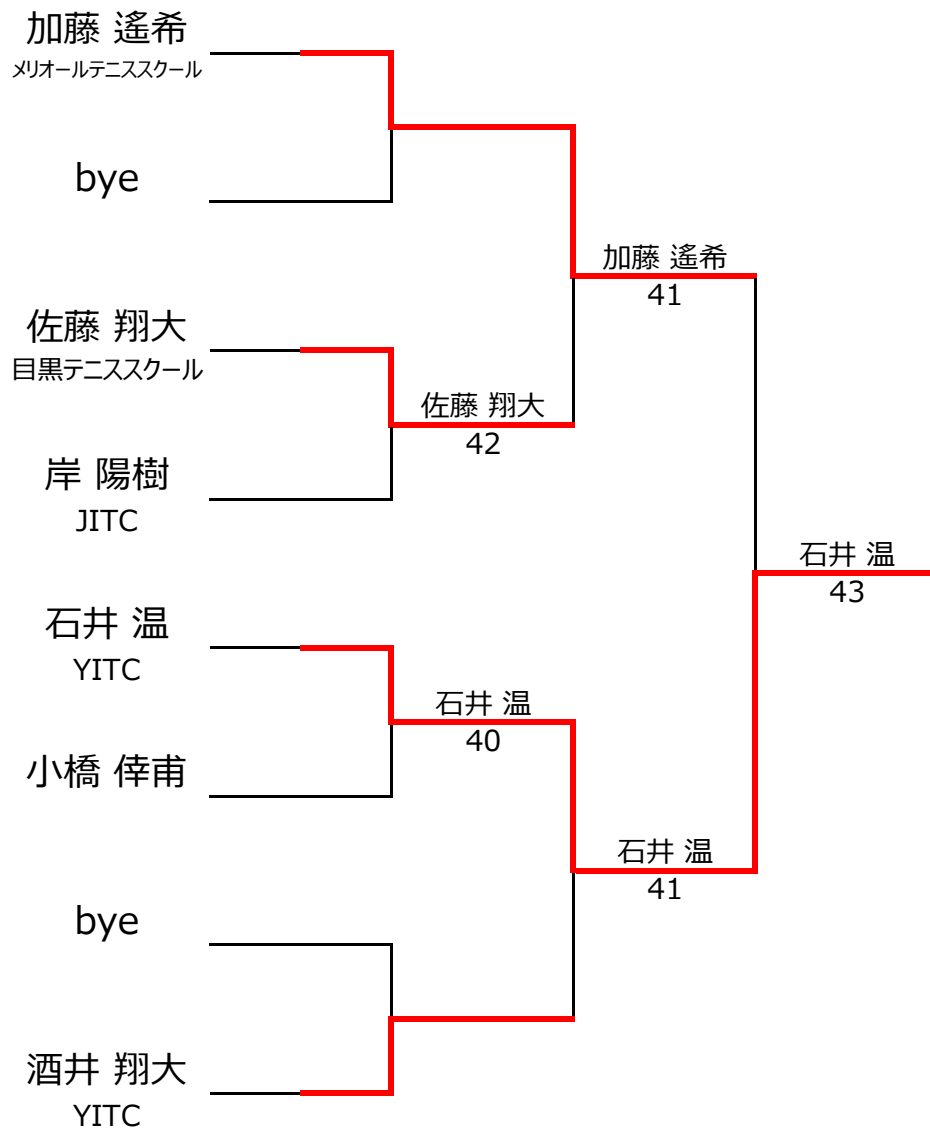 加藤 遙希
メリオールテニススクール
bye
佐藤 翔大
目黒テニススクール
岸 陽樹
JITC
石井 温
YITC
小橋 倖甫
bye
酒井 翔大
YITC
佐藤 翔大
42
石井 温
40
加藤 遙希
41
石井 温
41
石井 温
43